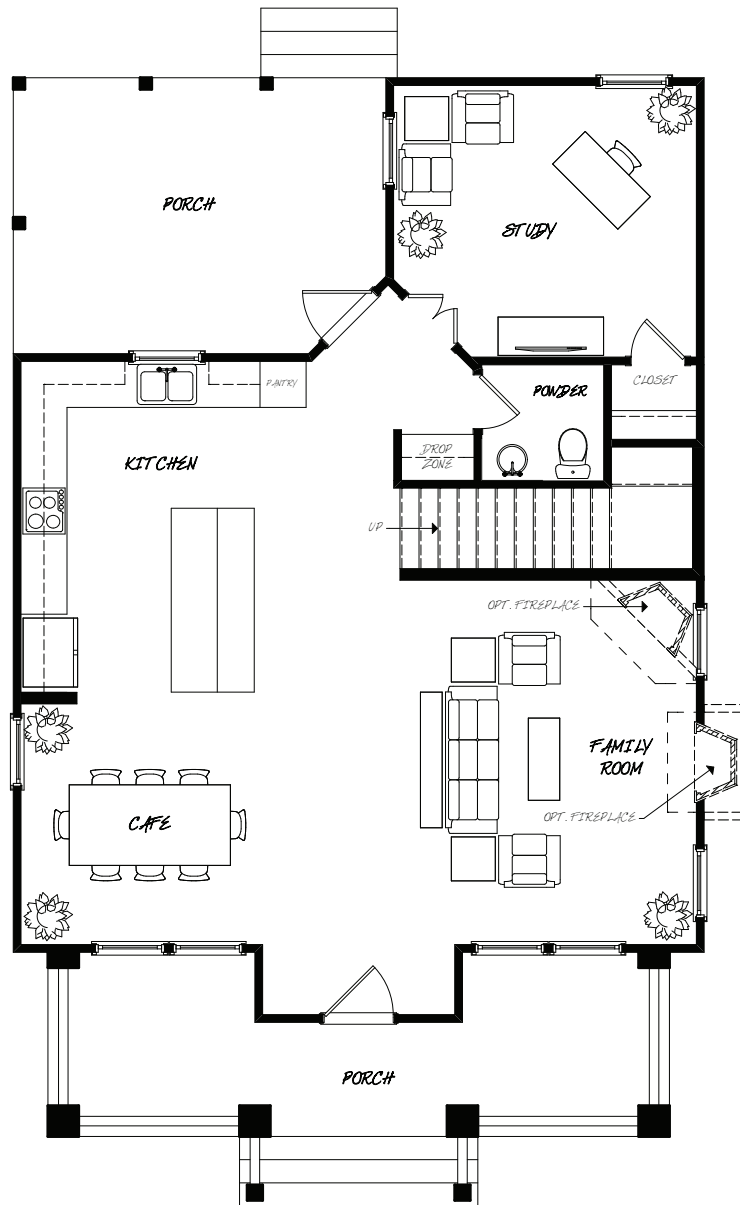 PORCH
STUDY
PANTRY
POWDER
CLOSET
KITCHEN
DROP
ZONE
UP
OPT. FIREPLACE
FAMILY
ROOM
OPT. FIREPLACE
CAFE
PORCH